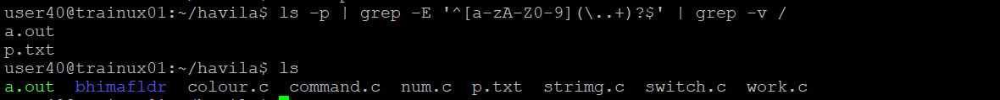 user40@trainux01:~/havila$ ls -p | grep -E '^[a-zA-Z0-9](\..+)?$' | grep -v /
a.out
p.txt
user40@trainux01:~/havila$ ls
a.out  bhimafldr  colour.c  command.c  num.c  p.txt  strimg.c  switch.c  work.c